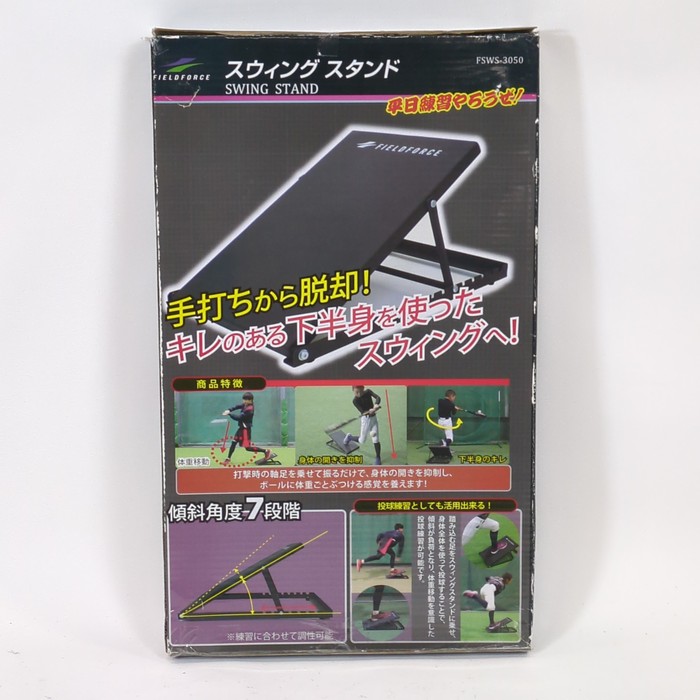 FIELDFORCE
スウィング スタンド
SWING STAND
FSWS-3050
平日練習やろうぜ!
FIELDFORCE
手打ちから脱却!
キレのある下半身を使った
スウィングへ!
商品特徴
体重移動
身体の開きを抑制
下半身のキレ
打撃時の軸足を乗せて振るだけで、身体の開きを抑制し、
ボールに体重ごとぶつける感覚を養えます!
傾斜角度7段階
※練習に合わせて調性可能
投球練習としても活用出来る!
踏み込む足をスウィングスタンドに乗せ、
身体全体を使って投球することで、
傾斜が負荷となり、体重移動を意識した
投球練習が可能です。